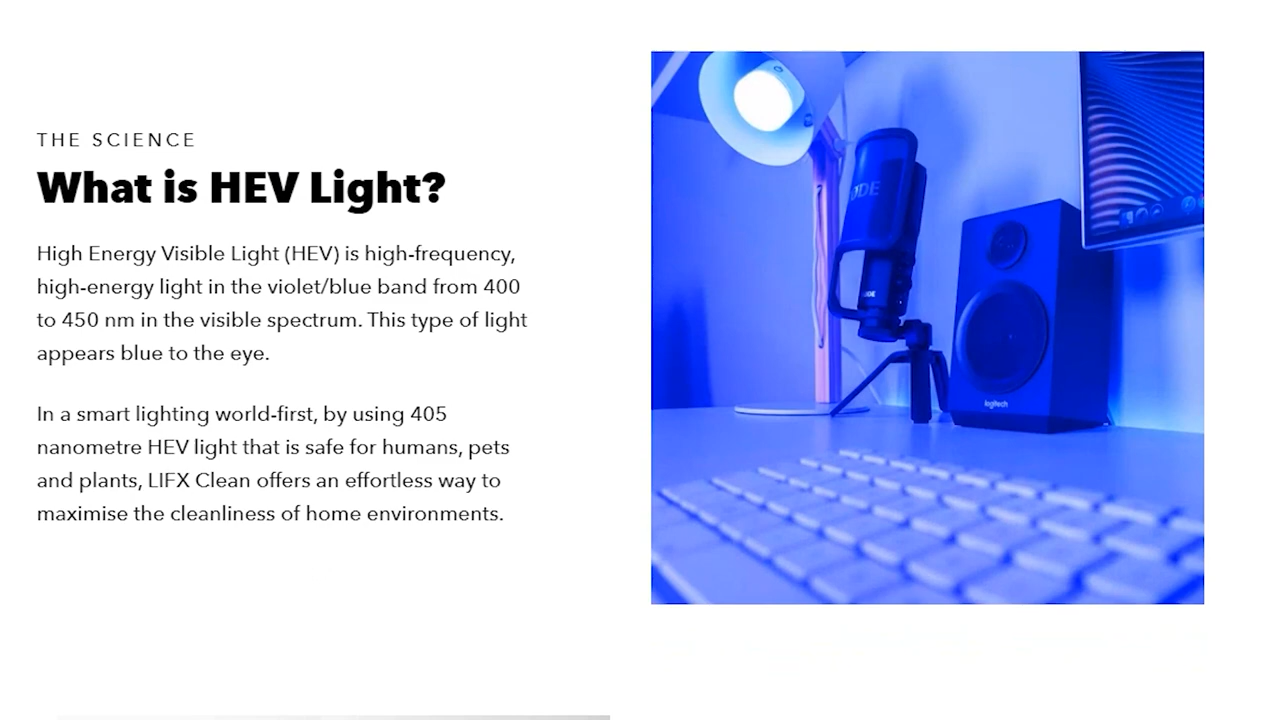 THE SCIENCE
What is HEV Light?
High Energy Visible Light (HEV) is high-frequency,
high-energy light in the violet/blue band from 400
to 450 nm in the visible spectrum. This type of light
appears blue to the eye.
In a smart lighting world-first, by using 405
nanometre HEV light that is safe for humans, pets
and plants, LIFX Clean offers an effortless way to
maximise the cleanliness of home environments.
logitech